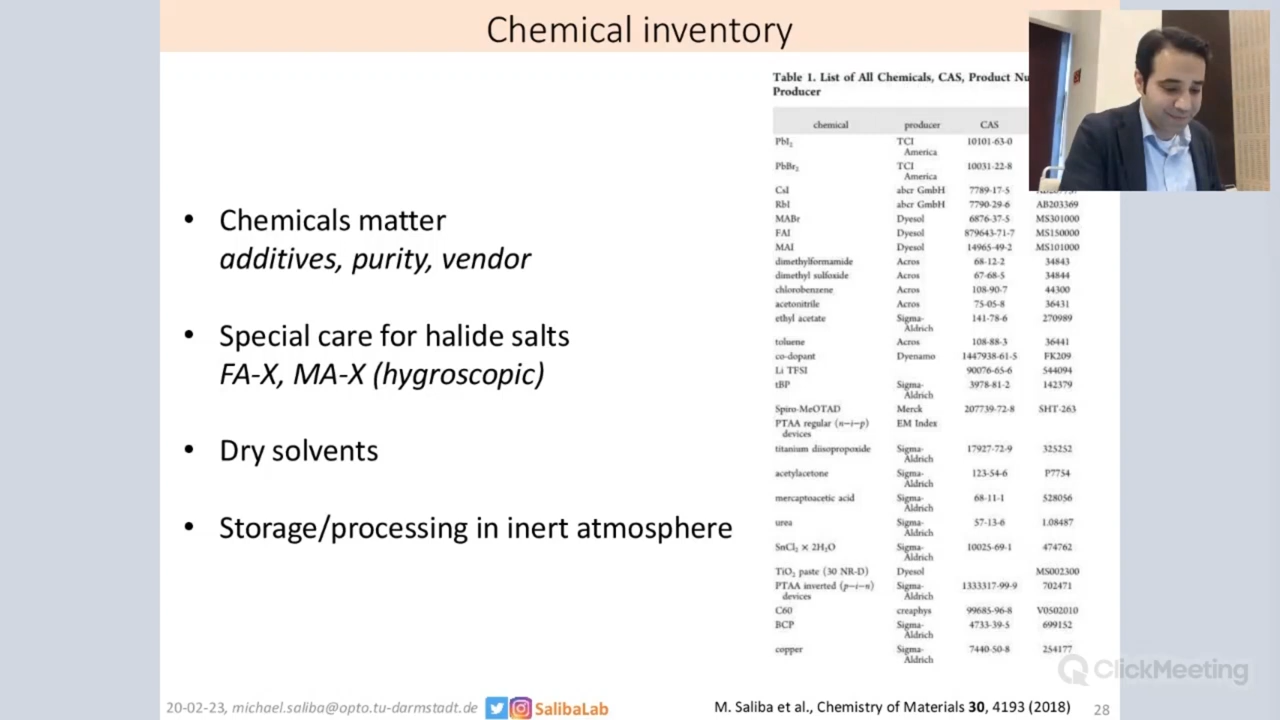 Chemical inventory
• Chemicals matter
additives, purity, vendor
• Special care for halide salts
FA-X, MA-X (hygroscopic)
• Dry solvents
• Storage/processing in inert atmosphere
Table 1. List of All Chemicals, CAS, Product
Producer
chemical producer CAS
PbI₂ TCI America 10101-63-0
PbBr₂ TCI America 10031-22-8
CsI abcr GmbH 7789-17-5
RbI abcr GmbH 7790-29-6 AB203369
MABr Dyesol 6876-37-5 MS301000
FAI Dyesol 879643-71-7 MS150000
MAI Dyesol 14965-49-2 MS101000
dimethylformamide Acros 68-12-2 34843
dimethyl sulfoxide Acros 67-68-5 34844
chlorobenzene Acros 108-90-7 44300
acetonitrile Acros 75-05-8 36431
ethyl acetate Sigma-Aldrich 141-78-6 270989
toluene Acros 108-88-3 36441
co-dopant Dyenamo 1447938-61-5 FK209
Li TFSI 90076-65-6 544094
tBP Sigma-Aldrich 3978-81-2 142379
Spiro-MeOTAD Merck 207739-72-8 SHT-263
PTAA regular (n−i−p) devices EM Index
titanium diisopropoxide Sigma-Aldrich 17927-72-9 325252
acetylacetone Sigma-Aldrich 123-54-6 P7754
mercaptoacetic acid Sigma-Aldrich 68-11-1 528056
urea Sigma-Aldrich 57-13-6 1.08487
SnCl₂ × 2H₂O Sigma-Aldrich 10025-69-1 474762
TiO₂ paste (30 NR-D) Dyesol MS002300
PTAA inverted (p−i−n) devices Sigma-Aldrich 1333317-99-9 702471
C60 creaphys 99685-96-8 V0502010
BCP Sigma-Aldrich 4733-39-5 699152
copper Sigma-Aldrich 7440-50-8 254177
ClickMeeting
20-02-23, michael.saliba@opto.tu-darmstadt.de SalibaLab
M. Saliba et al., Chemistry of Materials 30, 4193 (2018) 28